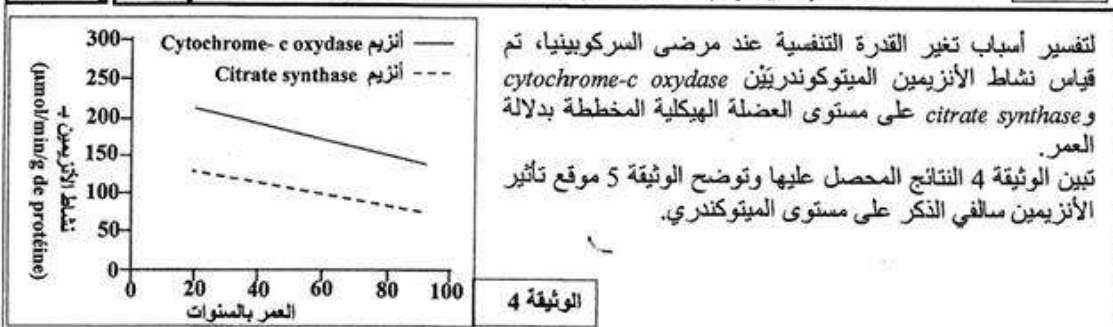 لتفسير أسباب تغير القدرة التنفسية عند مرضى السركوبينيا، تم
قياس نشاط الأنزيمين الميتوكوندريَيْن cytochrome-c oxydase
و citrate synthase على مستوى العضلة الهيكلية المخططة بدلالة
العمر.
تبين الوثيقة 4 النتائج المحصل عليها وتوضح الوثيقة 5 موقع تأثير
الأنزيمين سالفي الذكر على مستوى الميتوكندري.
الوثيقة 4
أنزيم Cytochrome- c oxydase
أنزيم Citrate synthase
نشاط الأنزيمين بـ
(µmol/min/g de protéine)
300
250
200
150
100
50
0
0 20 40 60 80 100
العمر بالسنوات